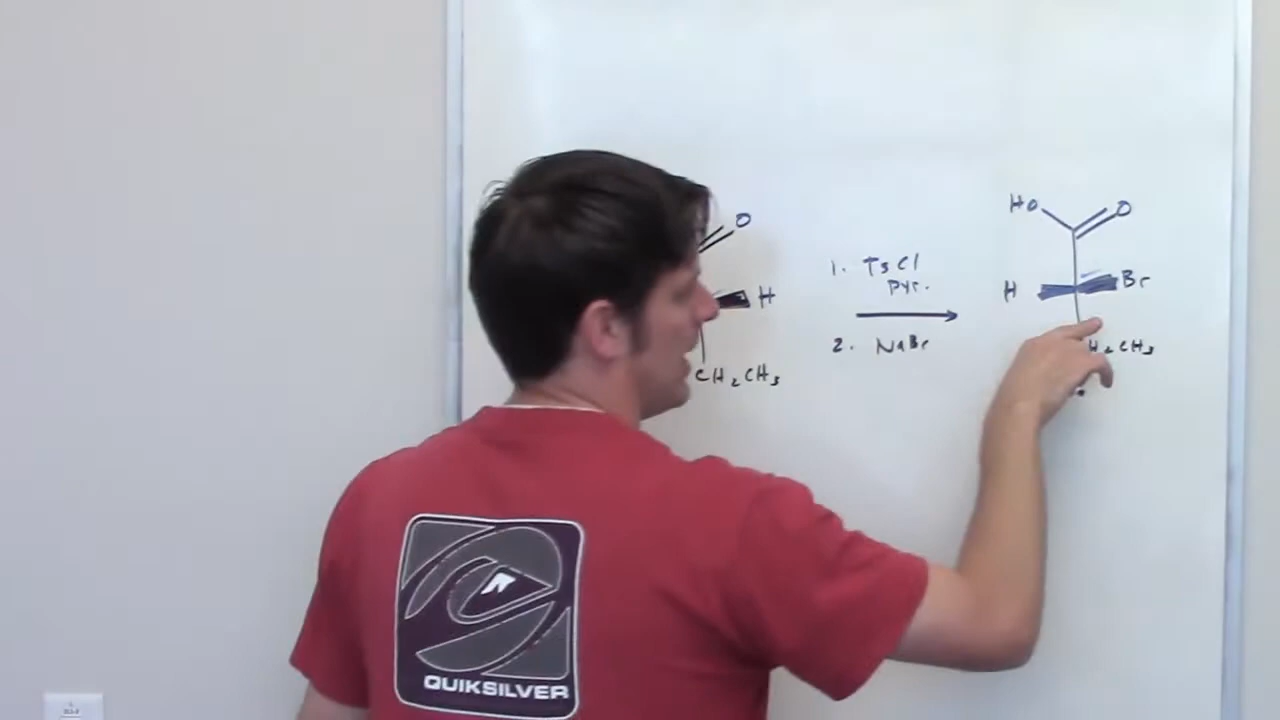 O
H
CH₂CH₃
1. TsCl
pyr.
2. NaBr
HO O
H Br
H₂CH₃
QUIKSILVER